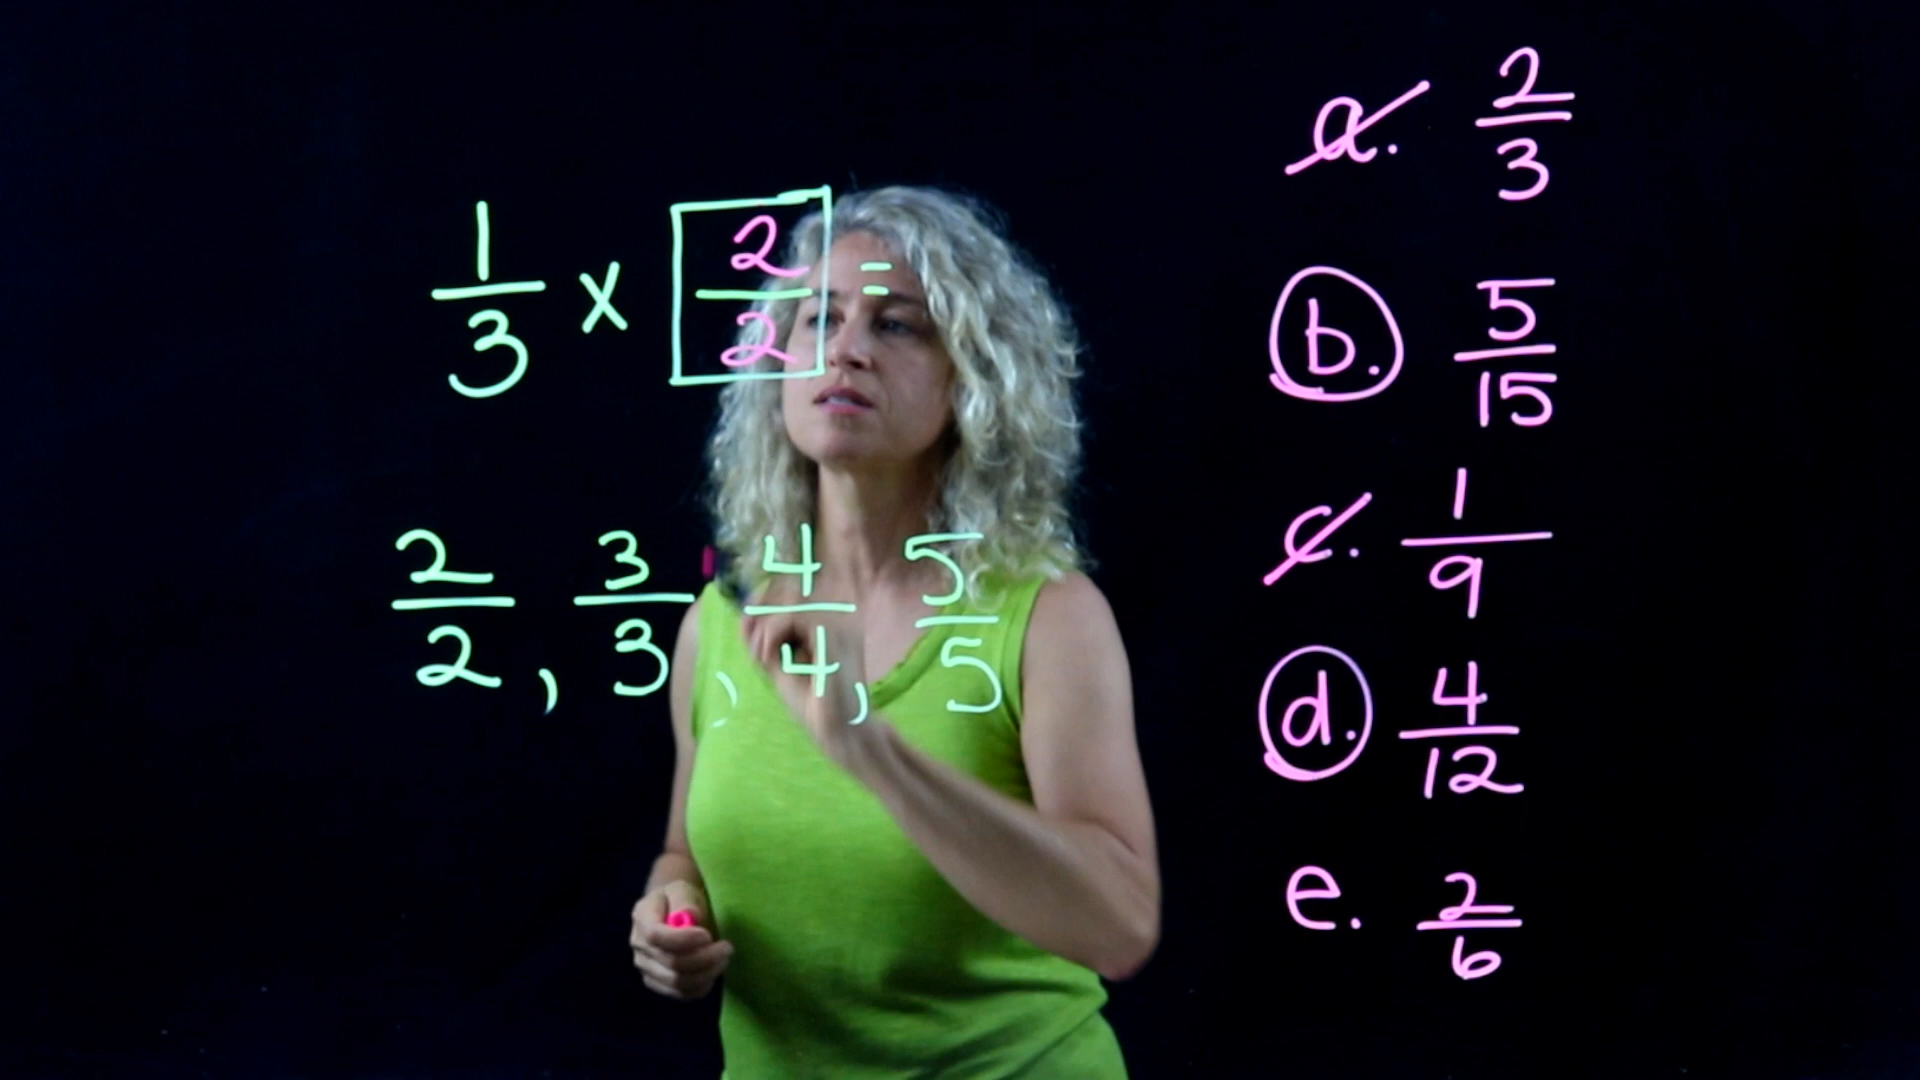 1/3 x 2/2 =
2/2, 3/3, 4/4, 5/5
a. 2/3
b. 5/15
c. 1/9
d. 4/12
e. 2/6